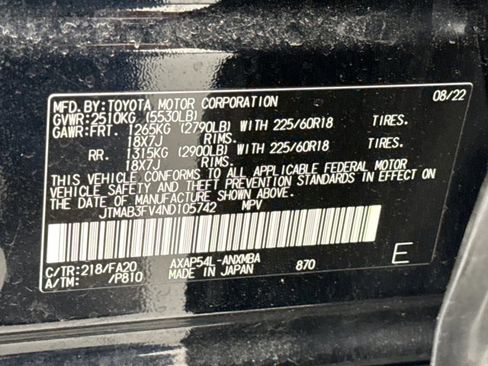 MFD.BY:TOYOTA MOTOR CORPORATION 08/22
GVWR:2510KG (5530LB)
GAWR:FRT. 1265KG (2790LB) WITH 225/60R18 TIRES.
18X7J RIMS.
RR. 1315KG (2900LB) WITH 225/60R18 TIRES.
18X7J RIMS.
THIS VEHICLE CONFORMS TO ALL APPLICABLE FEDERAL MOTOR
VEHICLE SAFETY AND THEFT PREVENTION STANDARDS IN
EFFECT ON THE DATE OF MANUFACTURE SHOWN ABOVE.
JTMAB3FV4ND105742 MPV
C/TR:218/FA20 AXAP54L-ANXMBA
A/TM: /P810 MADE IN JAPAN 870 E